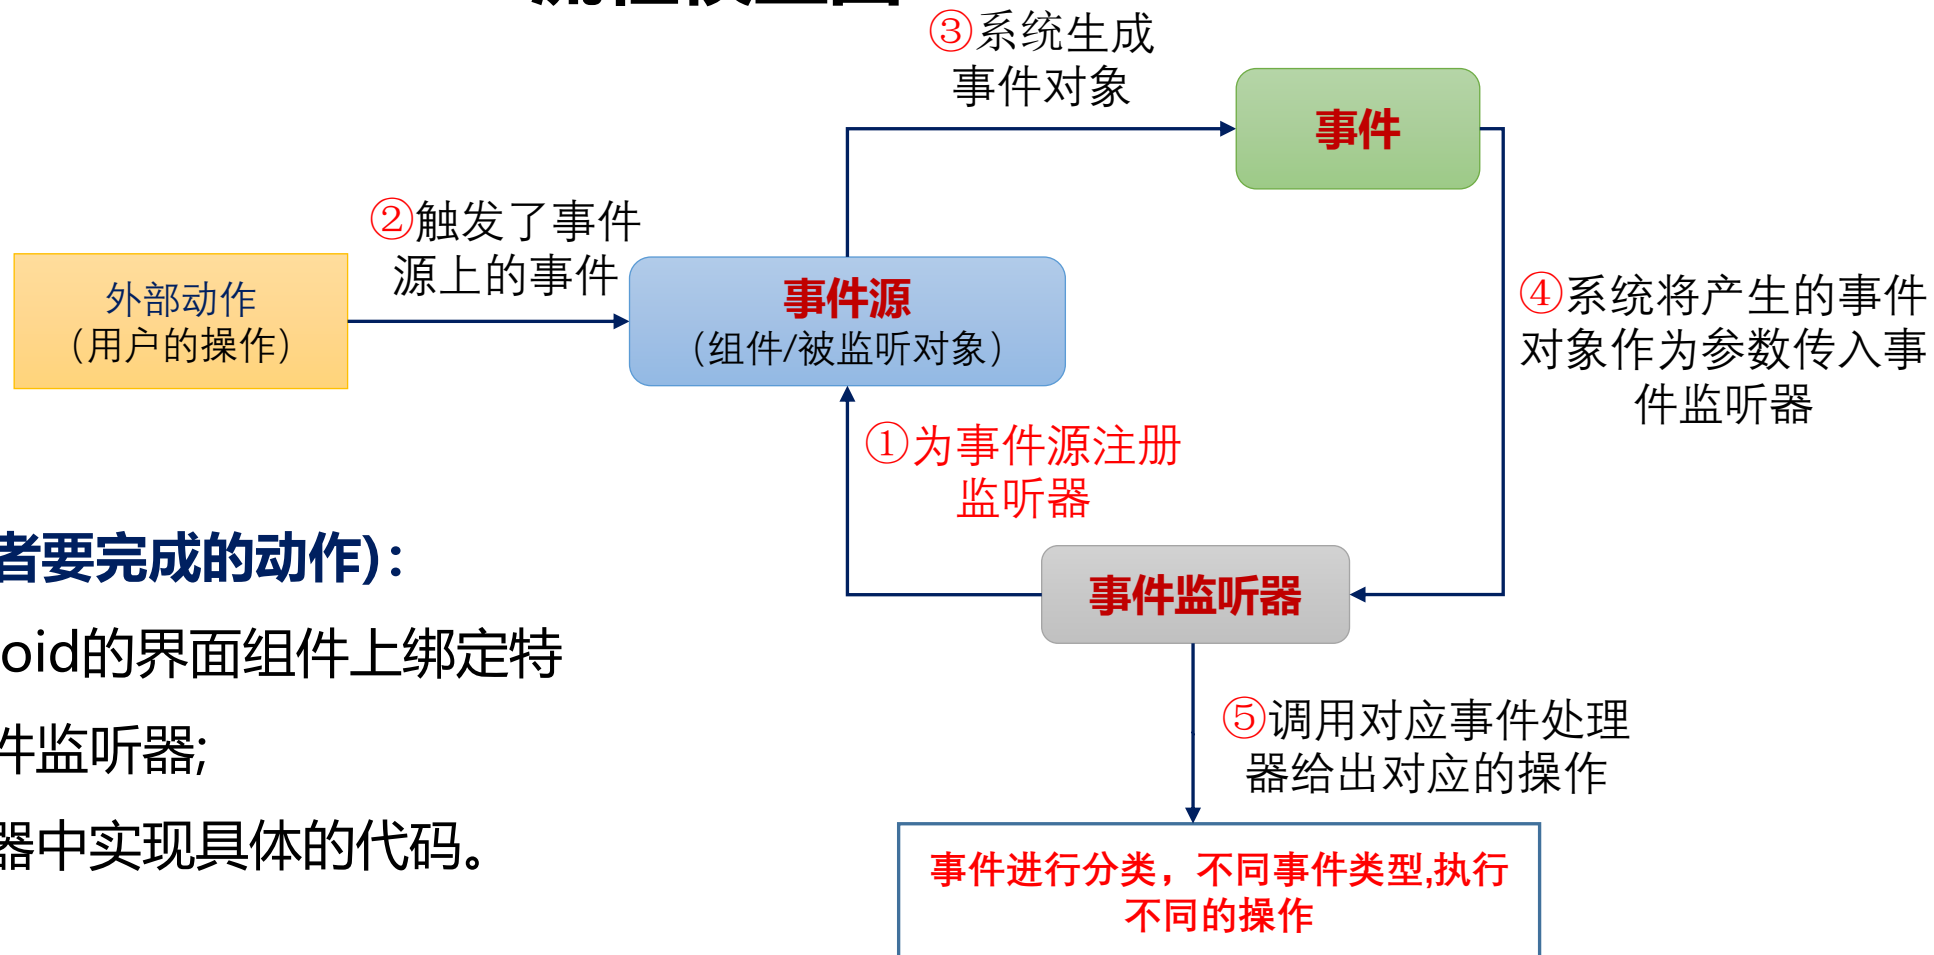 流程模型图
③系统生成
事件对象
事件
②触发了事件
源上的事件
外部动作
（用户的操作）
事件源
（组件/被监听对象）
④系统将产生的事件
对象作为参数传入事
件监听器
①为事件源注册
监听器
者要完成的动作)：
事件监听器
oid的界面组件上绑定特
件监听器;
⑤调用对应事件处理
器给出对应的操作
器中实现具体的代码。
事件进行分类，不同事件类型,执行
不同的操作